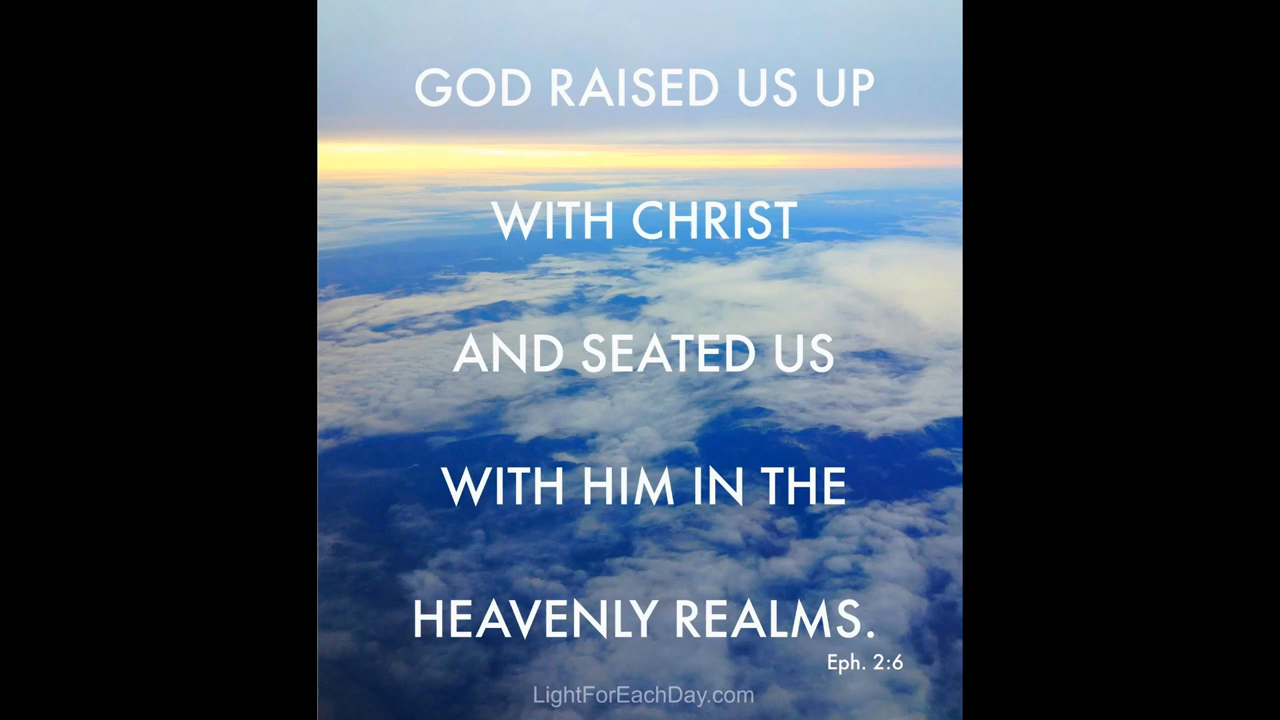 GOD RAISED US UP
WITH CHRIST
AND SEATED US
WITH HIM IN THE
HEAVENLY REALMS.
Eph. 2:6
LightForEachDay.com